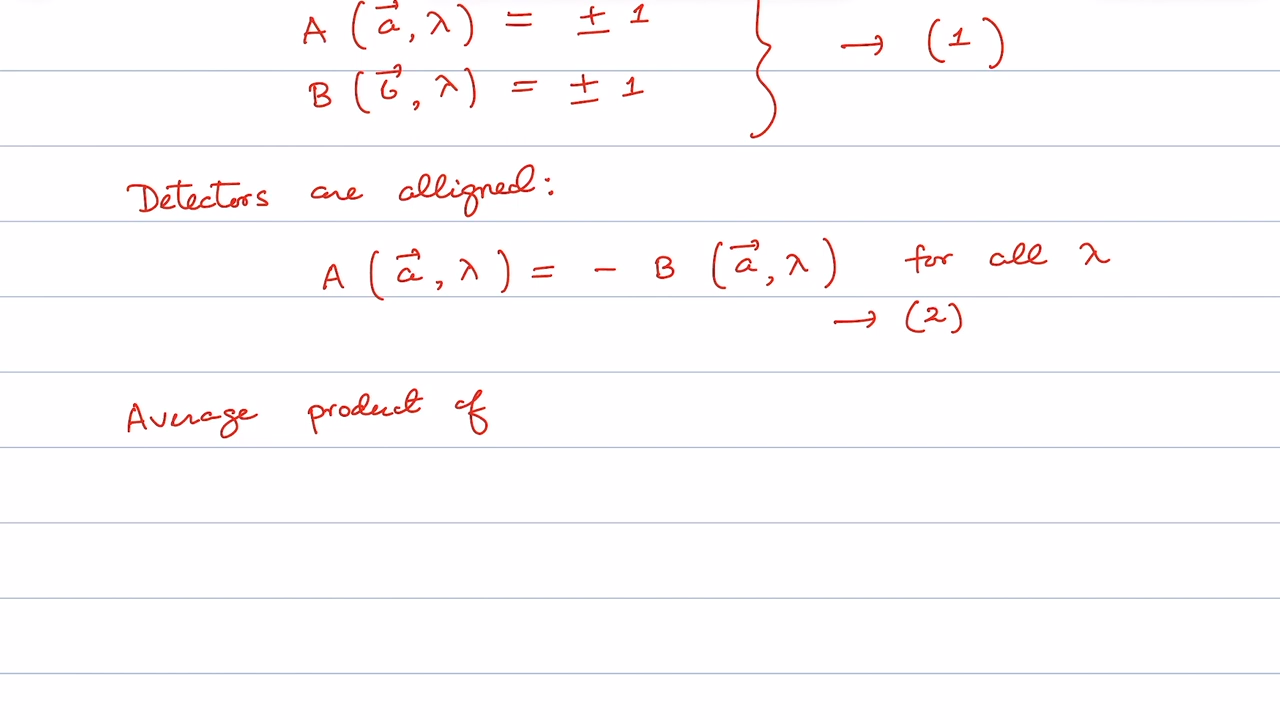 A (a⃗, λ) = ± 1
B (b⃗, λ) = ± 1 } → (1)
Detectors are alligned:
A (a⃗, λ) = - B (a⃗, λ) for all λ
→ (2)
Average product of